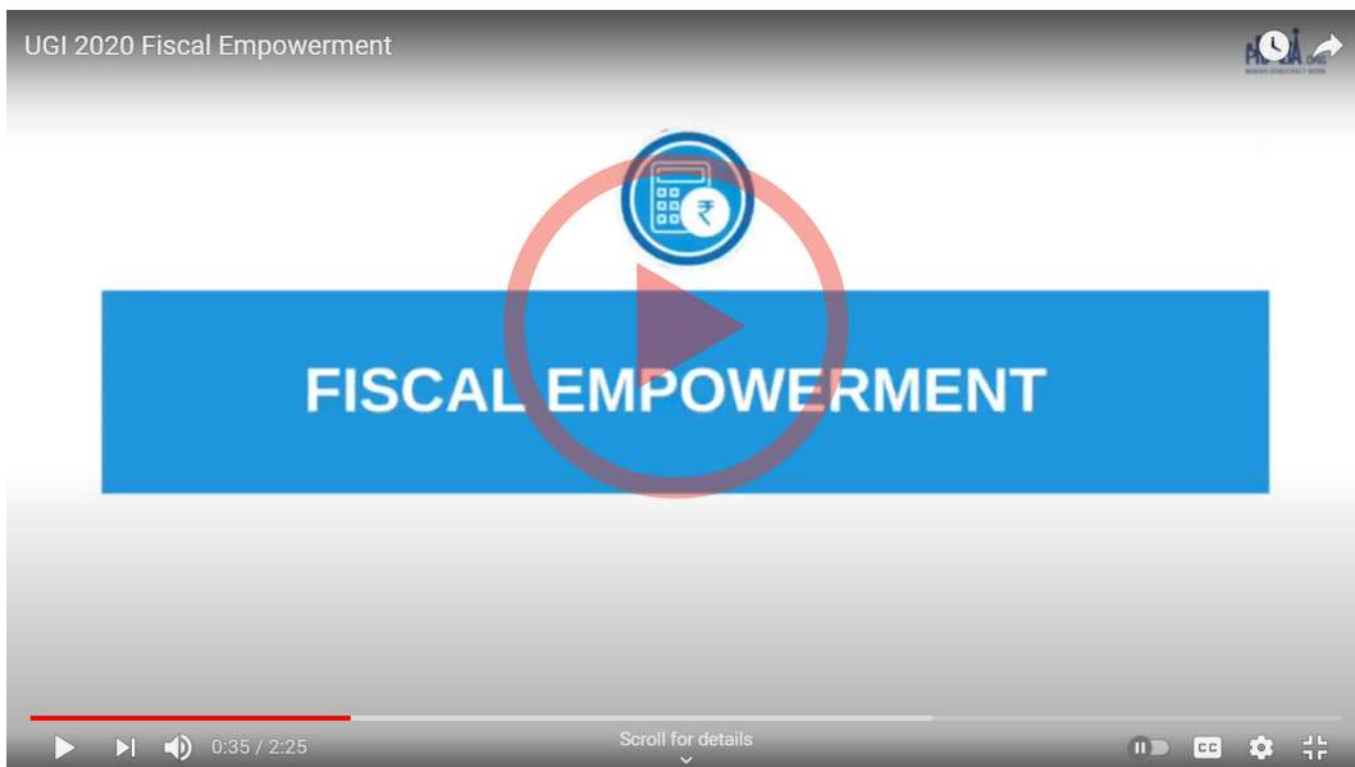 UGI 2020 Fiscal Empowerment
FISCAL EMPOWERMENT
Scroll for details
0:35 / 2:25
CC